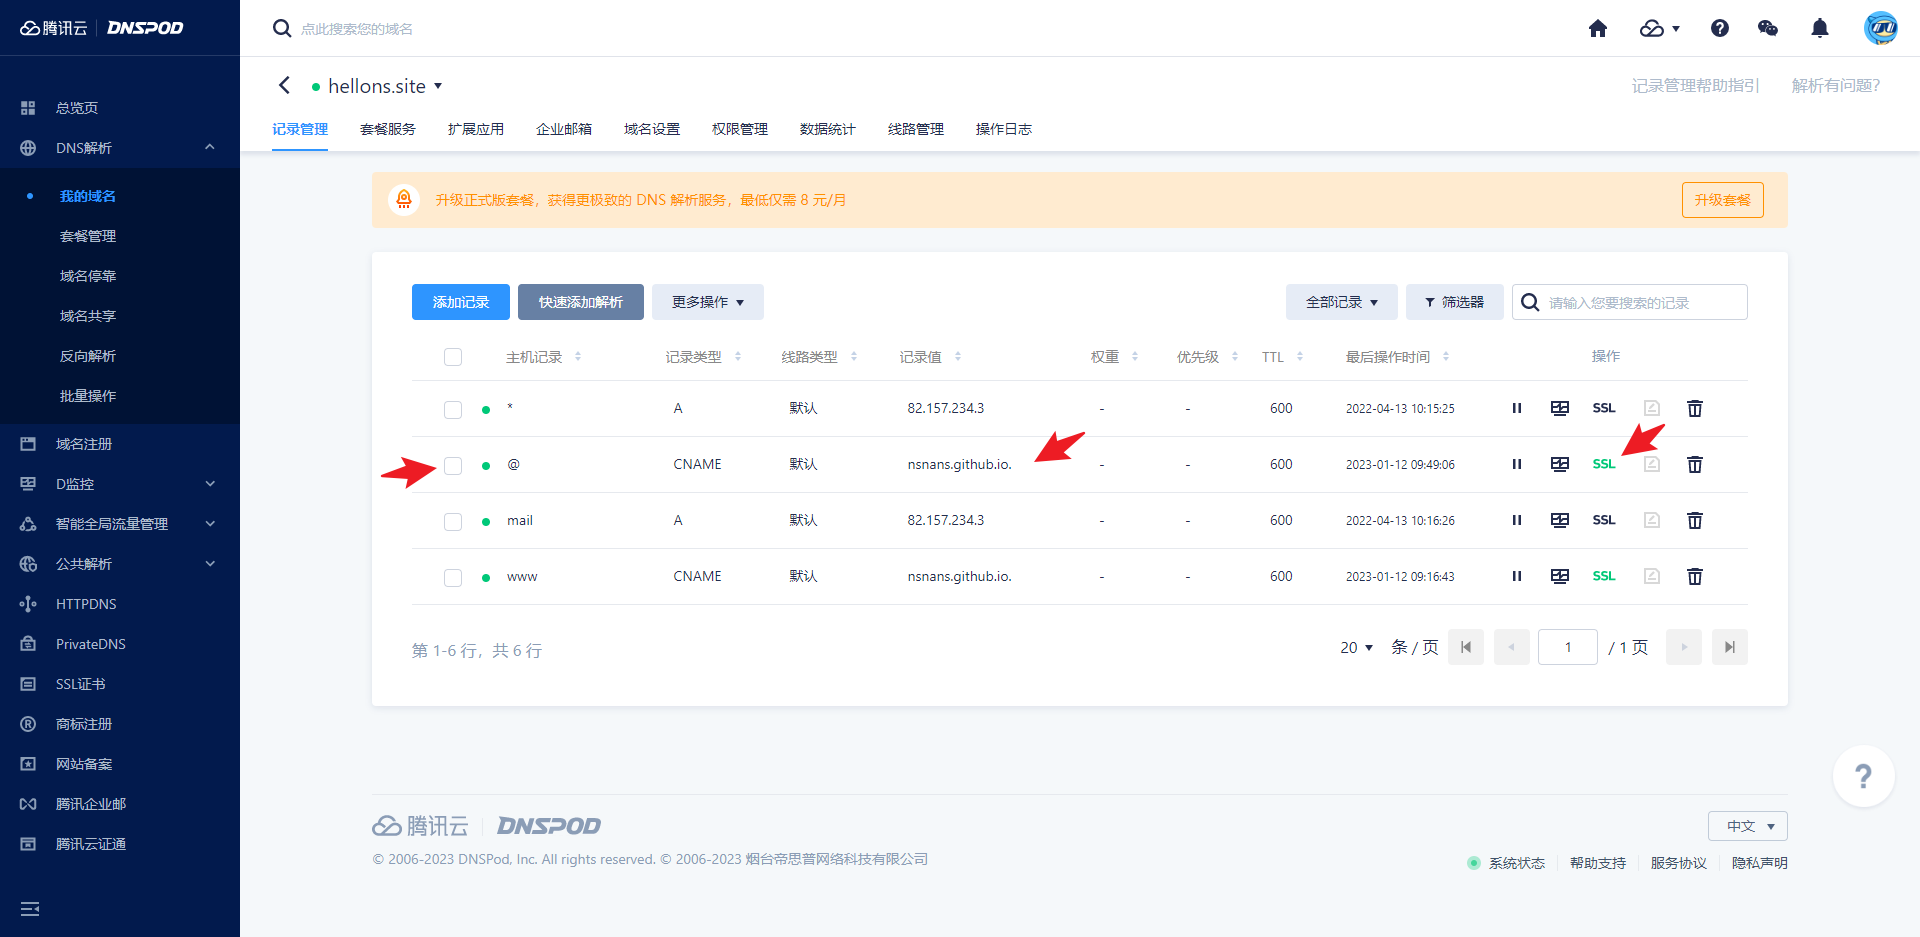 腾讯云 DNSPOD
点此搜索您的域名
总览页
DNS解析
我的域名
套餐管理
域名停靠
域名共享
反向解析
批量操作
域名注册
D监控
智能全局流量管理
公共解析
HTTPDNS
PrivateDNS
SSL证书
商标注册
网站备案
腾讯企业邮
腾讯云证通
hellons.site
记录管理帮助指引 解析有问题?
记录管理 套餐服务 扩展应用 企业邮箱 域名设置 权限管理 数据统计 线路管理 操作日志
升级正式版套餐，获得更极致的 DNS 解析服务，最低仅需 8 元/月 升级套餐
添加记录 快速添加解析 更多操作 全部记录 筛选器 请输入您要搜索的记录
主机记录 记录类型 线路类型 记录值 权重 优先级 TTL 最后操作时间 操作
* A 默认 82.157.234.3 - - 600 2022-04-13 10:15:25 SSL
@ CNAME 默认 nsnans.github.io. - - 600 2023-01-12 09:49:06 SSL
mail A 默认 82.157.234.3 - - 600 2022-04-13 10:16:26 SSL
www CNAME 默认 nsnans.github.io. - - 600 2023-01-12 09:16:43 SSL
第 1-6 行，共 6 行 20 条 / 页 1 / 1 页
?
腾讯云 DNSPOD 中文
© 2006-2023 DNSPod, Inc. All rights reserved. © 2006-2023 烟台帝思普网络科技有限公司
系统状态 帮助支持 服务协议 隐私声明